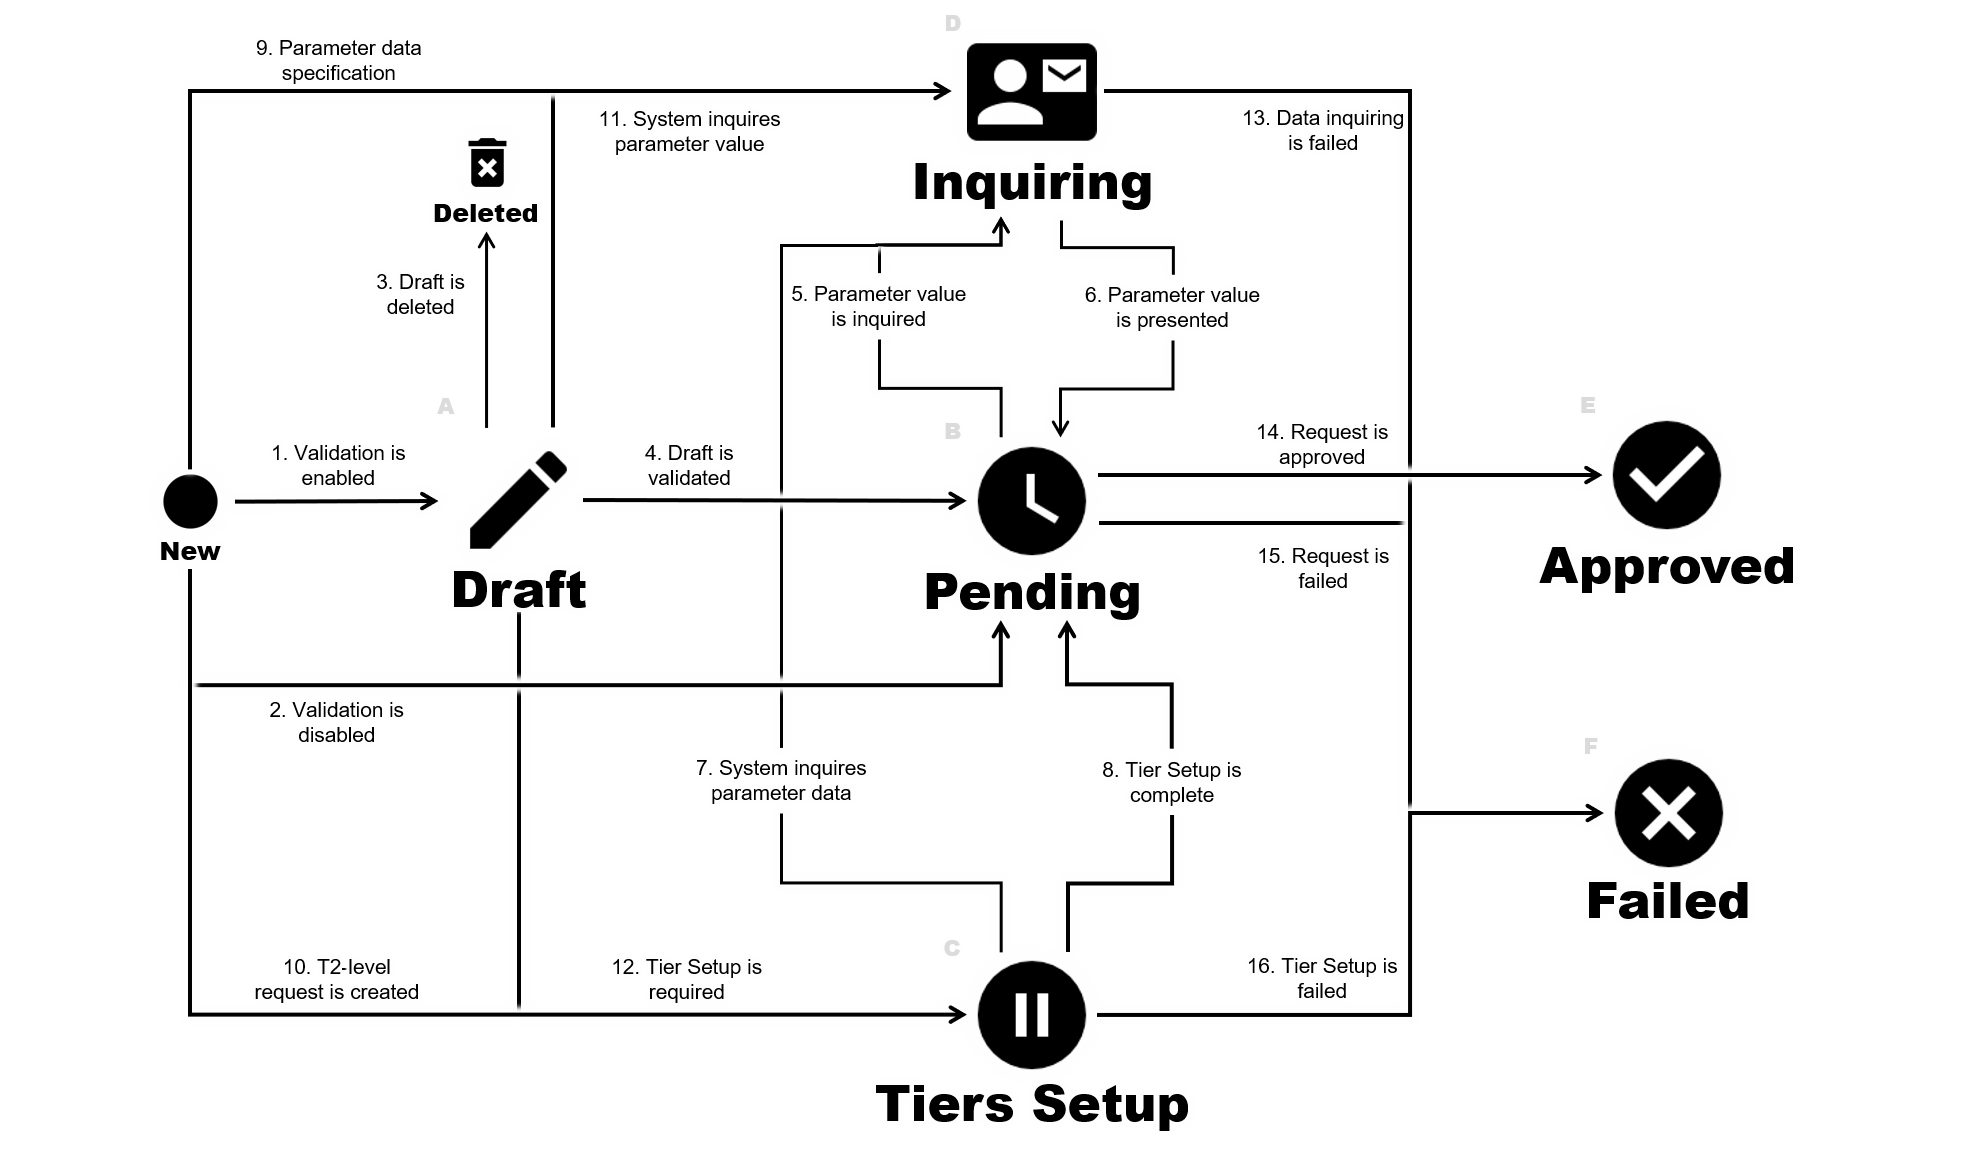 D
9. Parameter data
specification
11. System inquires
parameter value
13. Data inquiring
is failed
Inquiring
Deleted
3. Draft is
deleted
5. Parameter value
is inquired
6. Parameter value
is presented
A
B
E
1. Validation is
enabled
4. Draft is
validated
14. Request is
approved
New
Draft
Pending
15. Request is
failed
Approved
2. Validation is
disabled
7. System inquires
parameter data
8. Tier Setup is
complete
F
Failed
C
10. T2-level
request is created
12. Tier Setup is
required
16. Tier Setup is
failed
Tiers Setup